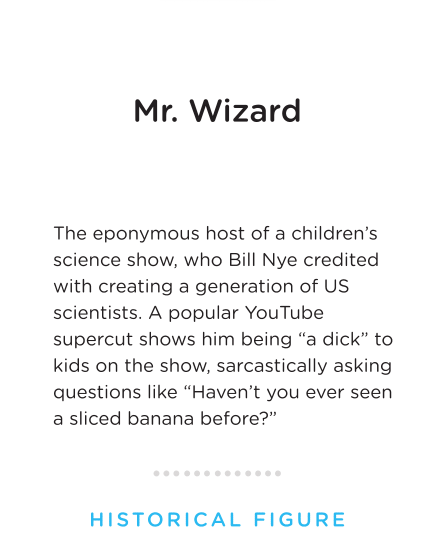 Mr. Wizard
The eponymous host of a children’s
science show, who Bill Nye credited
with creating a generation of US
scientists. A popular YouTube
supercut shows him being “a dick” to
kids on the show, sarcastically asking
questions like “Haven’t you ever seen
a sliced banana before?”
HISTORICAL FIGURE